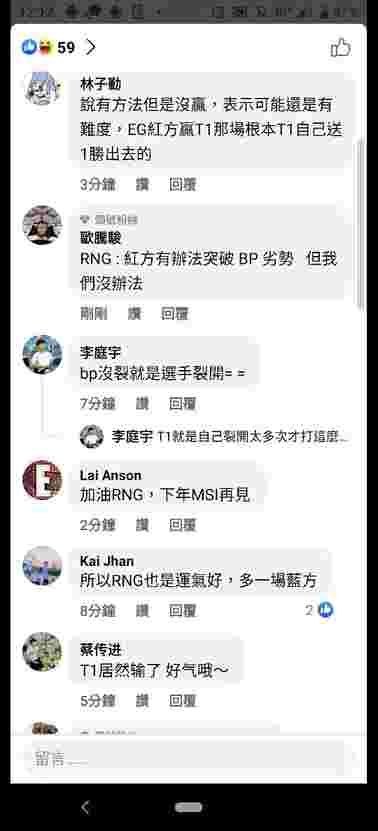 12:12
59
林子勤
說有方法但是沒贏，表示可能還是有
難度，EG紅方贏T1那場根本T1自己送
1勝出去的
3分鐘 讚 回覆
頭號粉絲
歐騰駿
RNG : 紅方有辦法突破 BP 劣勢 但我
們沒辦法
剛剛 讚 回覆
李庭宇
bp沒裂就是選手裂開= =
7分鐘 讚 回覆
李庭宇 T1就是自己裂開太多次才打這麼...
Lai Anson
加油RNG，下年MSI再見
2分鐘 讚 回覆
Kai Jhan
所以RNG也是運氣好，多一場藍方
8分鐘 讚 回覆 2
蔡传进
T1居然输了 好气哦～
5分鐘 讚 回覆
留言......